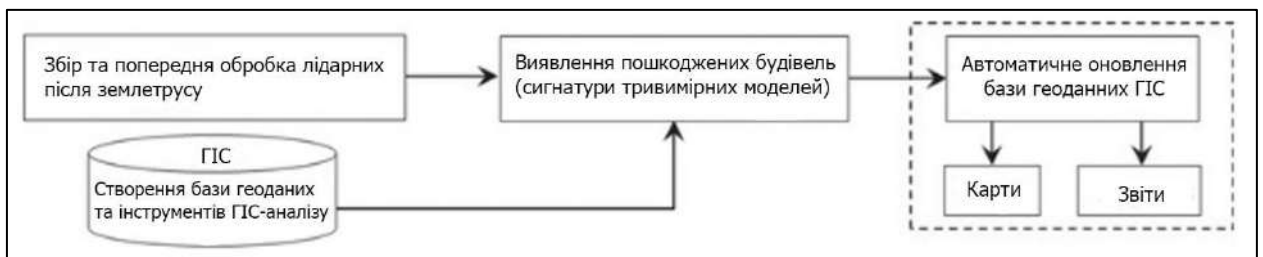 Збір та попередня обробка лідарних
після землетрусу
Виявлення пошкоджених будівель
(сигнатури тривимірних моделей)
Автоматичне оновлення
бази геоданних ГІС
ГІС
Створення бази геоданих
та інструментів ГІС-аналізу
Карти
Звіти